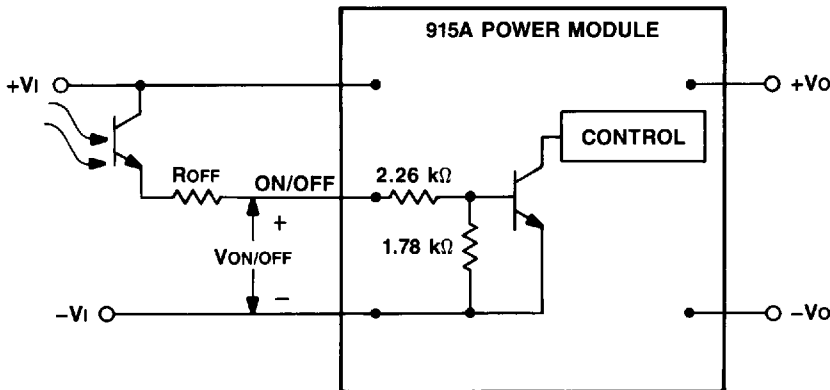 915A POWER MODULE
+VI
+VO
CONTROL
ROFF
ON/OFF
2.26 kΩ
+
VON/OFF
1.78 kΩ
−
−VI
−VO